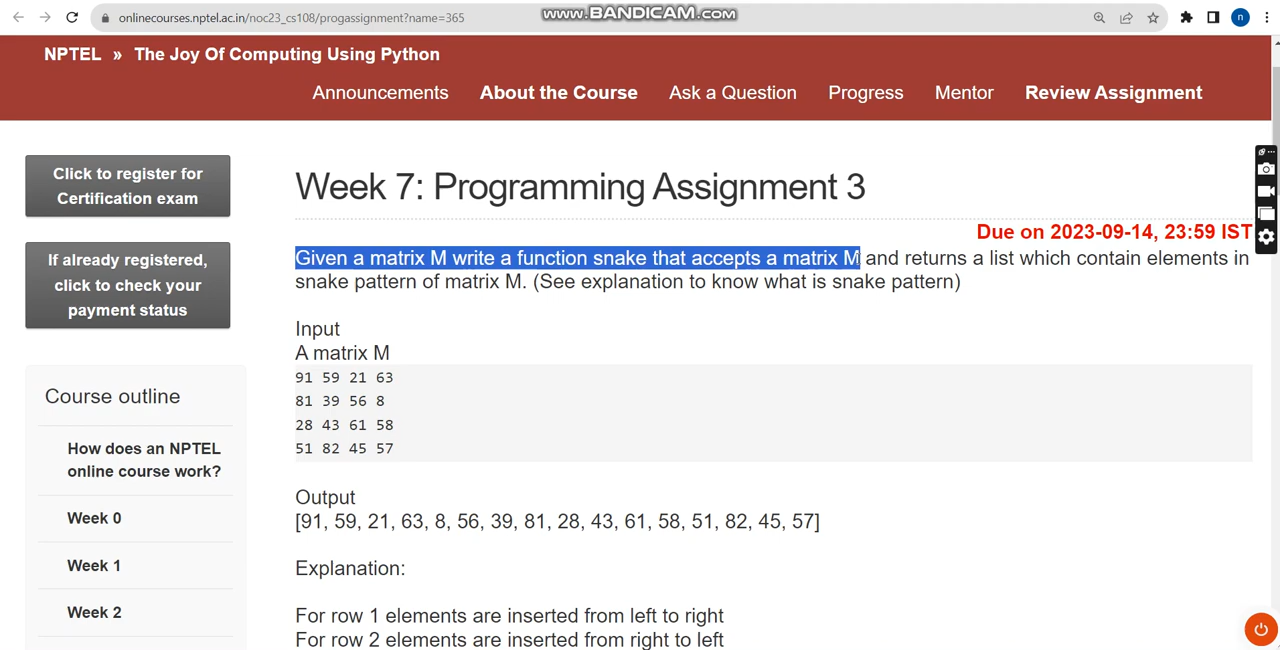 onlinecourses.nptel.ac.in/noc23_cs108/progassignment?name=365
www.BANDICAM.com
n
NPTEL » The Joy Of Computing Using Python
Announcements About the Course Ask a Question Progress Mentor Review Assignment
Click to register for
Certification exam
If already registered,
click to check your
payment status
Course outline
How does an NPTEL
online course work?
Week 0
Week 1
Week 2
Week 7: Programming Assignment 3
Due on 2023-09-14, 23:59 IST
Given a matrix M write a function snake that accepts a matrix M and returns a list which contain elements in
snake pattern of matrix M. (See explanation to know what is snake pattern)
Input
A matrix M
91 59 21 63
81 39 56 8
28 43 61 58
51 82 45 57
Output
[91, 59, 21, 63, 8, 56, 39, 81, 28, 43, 61, 58, 51, 82, 45, 57]
Explanation:
For row 1 elements are inserted from left to right
For row 2 elements are inserted from right to left